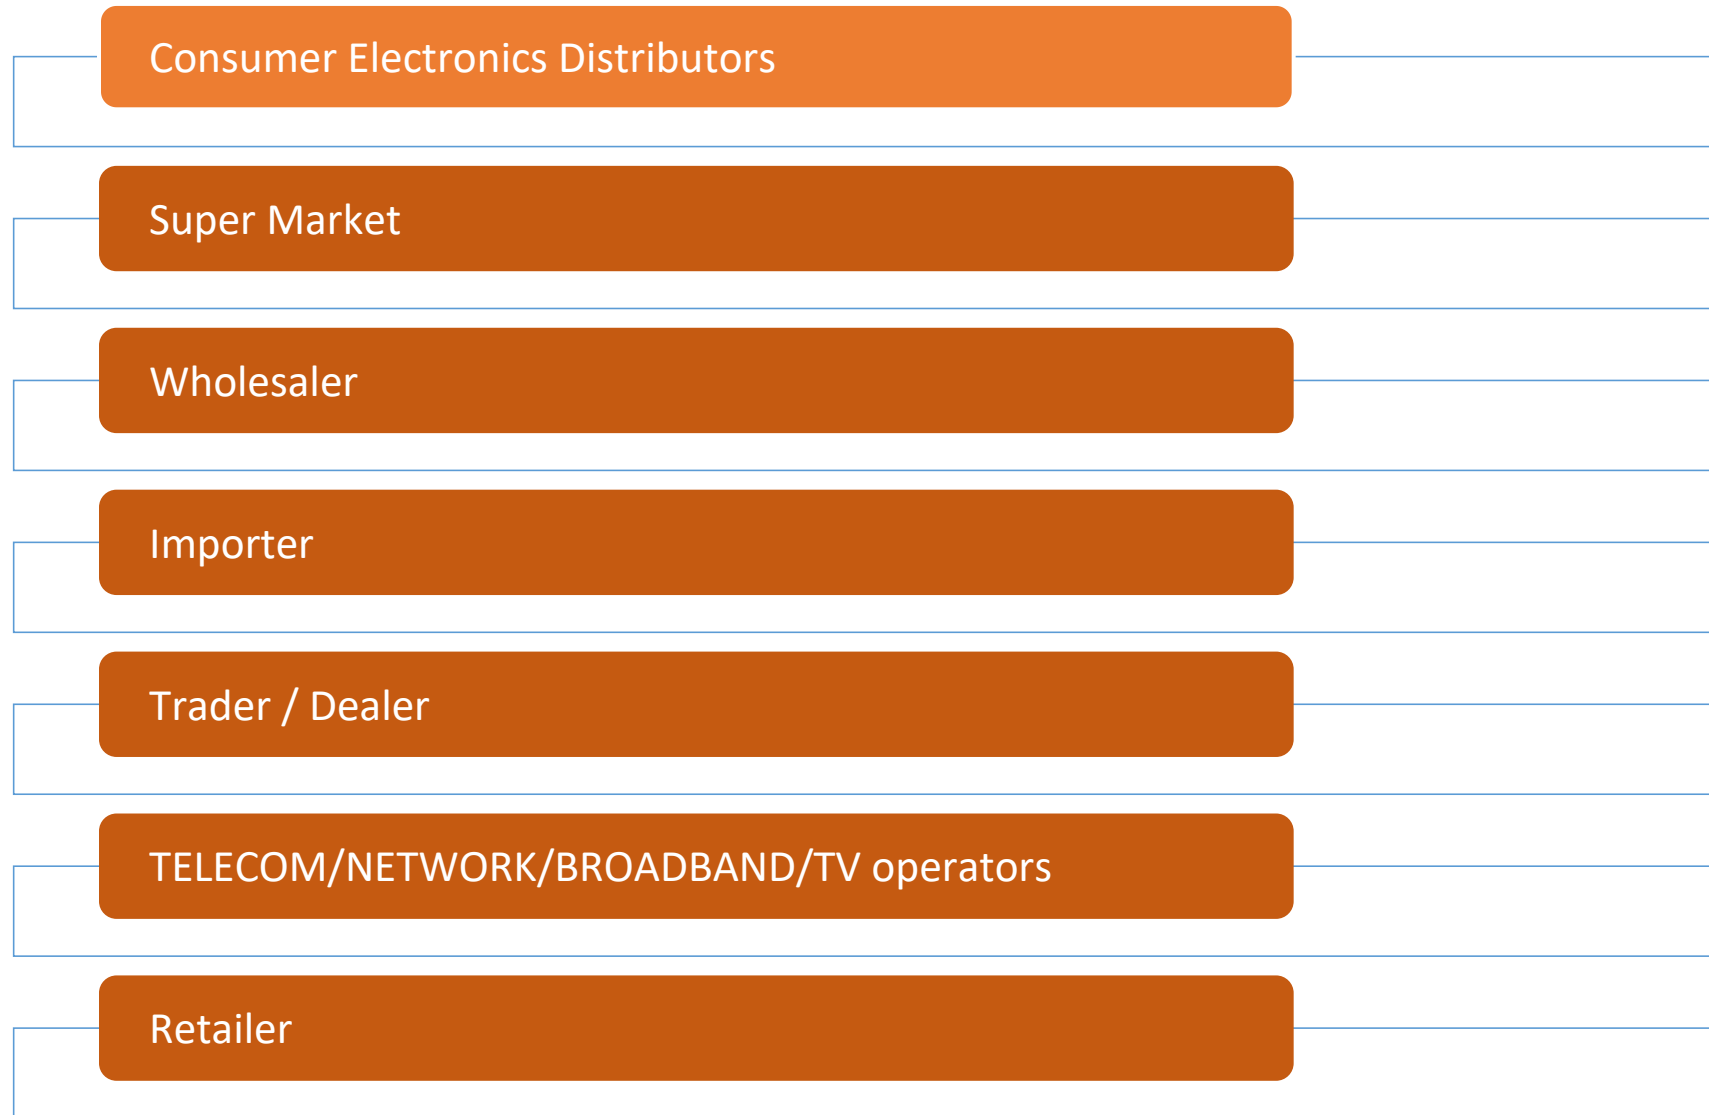 Consumer Electronics Distributors
Super Market
Wholesaler
Importer
Trader / Dealer
TELECOM/NETWORK/BROADBAND/TV operators
Retailer